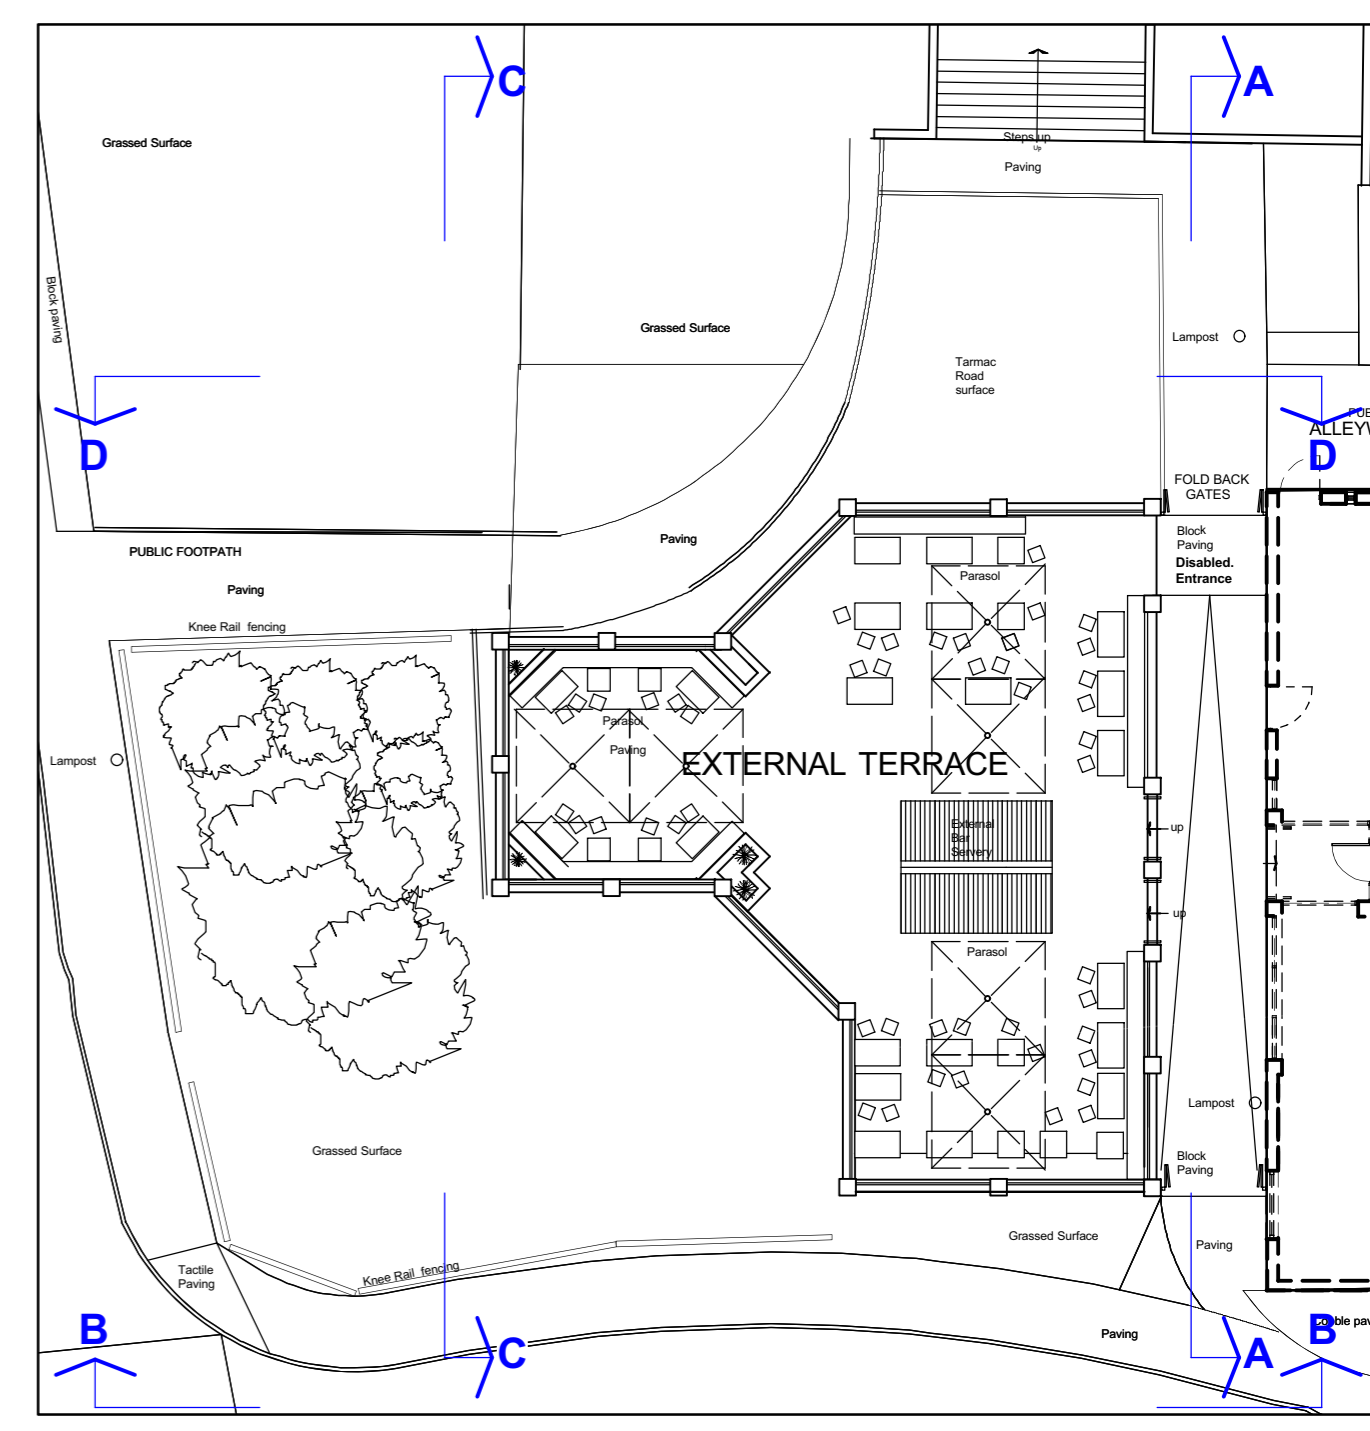 C
A
Grassed Surface
Steps up
Up
Paving
Block paving
Grassed Surface
Lampost
Tarmac
Road
surface
D
D
FOLD BACK
GATES
PUBLIC FOOTPATH
Paving
Block
Paving
Disabled.
Entrance
Paving
Parasol
Knee Rail fencing
Parasol
Paving
EXTERNAL TERRACE
Lampost
External
Bar
Servery
up
up
Parasol
Lampost
Grassed Surface
Block
Paving
Grassed Surface
Paving
Tactile
Paving
Knee Rail fencing
B
B
Paving
C
A